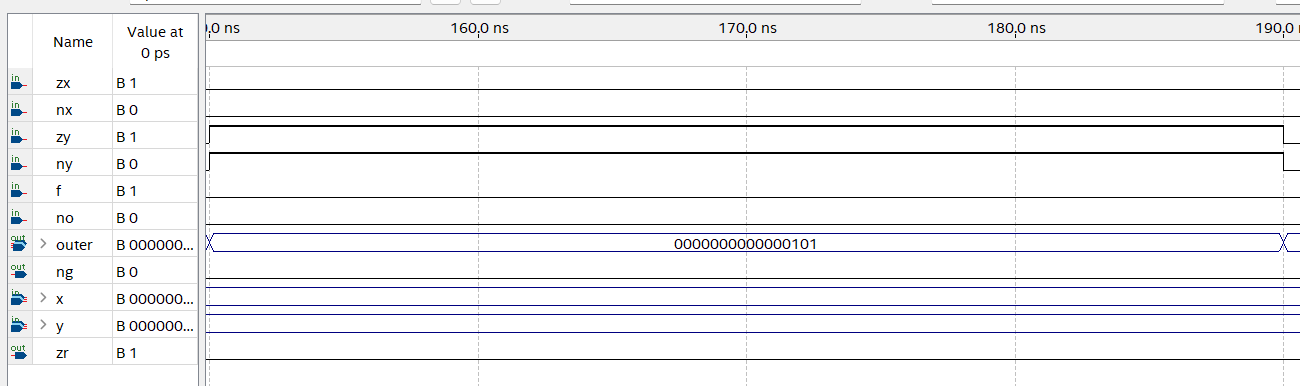 0.0 ns 160.0 ns 170.0 ns 180.0 ns 190.0 n
Name Value at
0 ps
in zx B 1
in nx B 0
in zy B 1
in ny B 0
in f B 1
in no B 0
out > outer B 000000... 0000000000000101
out ng B 0
in > x B 000000...
in > y B 000000...
out zr B 1